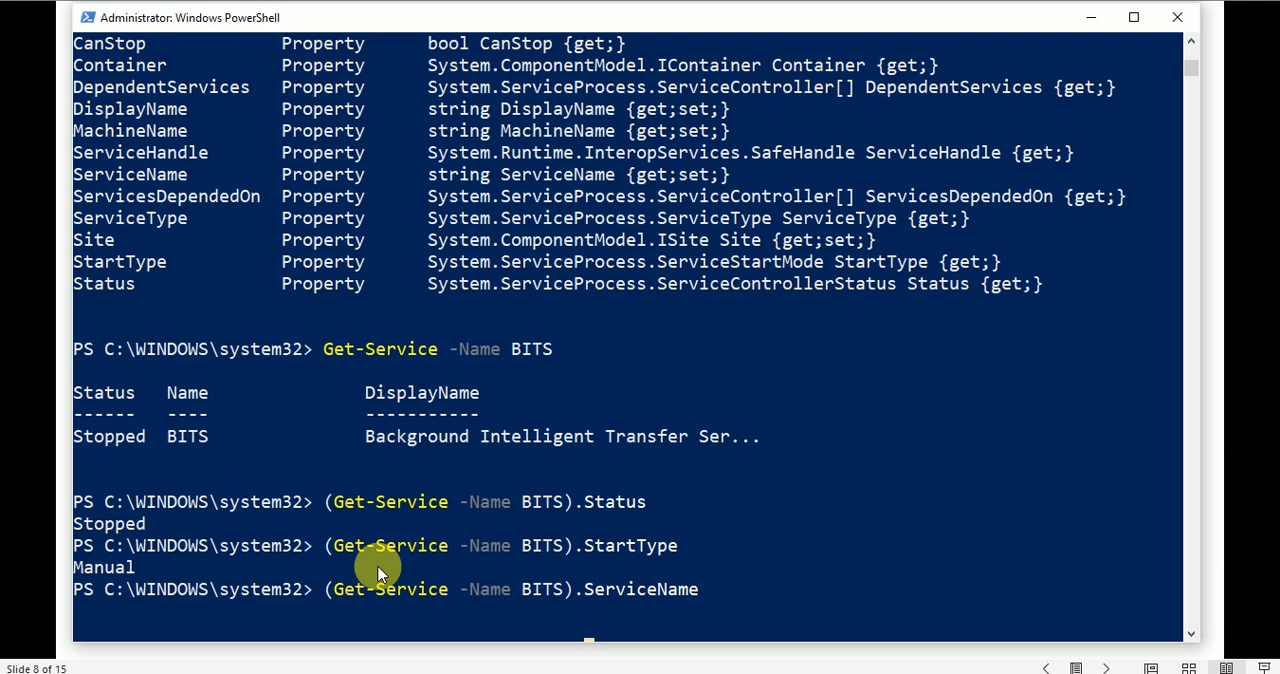 Administrator: Windows PowerShell
CanStop Property bool CanStop {get;}
Container Property System.ComponentModel.IContainer Container {get;}
DependentServices Property System.ServiceProcess.ServiceController[] DependentServices {get;}
DisplayName Property string DisplayName {get;set;}
MachineName Property string MachineName {get;set;}
ServiceHandle Property System.Runtime.InteropServices.SafeHandle ServiceHandle {get;}
ServiceName Property string ServiceName {get;set;}
ServicesDependedOn Property System.ServiceProcess.ServiceController[] ServicesDependedOn {get;}
ServiceType Property System.ServiceProcess.ServiceType ServiceType {get;}
Site Property System.ComponentModel.ISite Site {get;set;}
StartType Property System.ServiceProcess.ServiceStartMode StartType {get;}
Status Property System.ServiceProcess.ServiceControllerStatus Status {get;}
PS C:\WINDOWS\system32> Get-Service -Name BITS
Status Name DisplayName
------ ---- -----------
Stopped BITS Background Intelligent Transfer Ser...
PS C:\WINDOWS\system32> (Get-Service -Name BITS).Status
Stopped
PS C:\WINDOWS\system32> (Get-Service -Name BITS).StartType
Manual
PS C:\WINDOWS\system32> (Get-Service -Name BITS).ServiceName
Slide 8 of 15